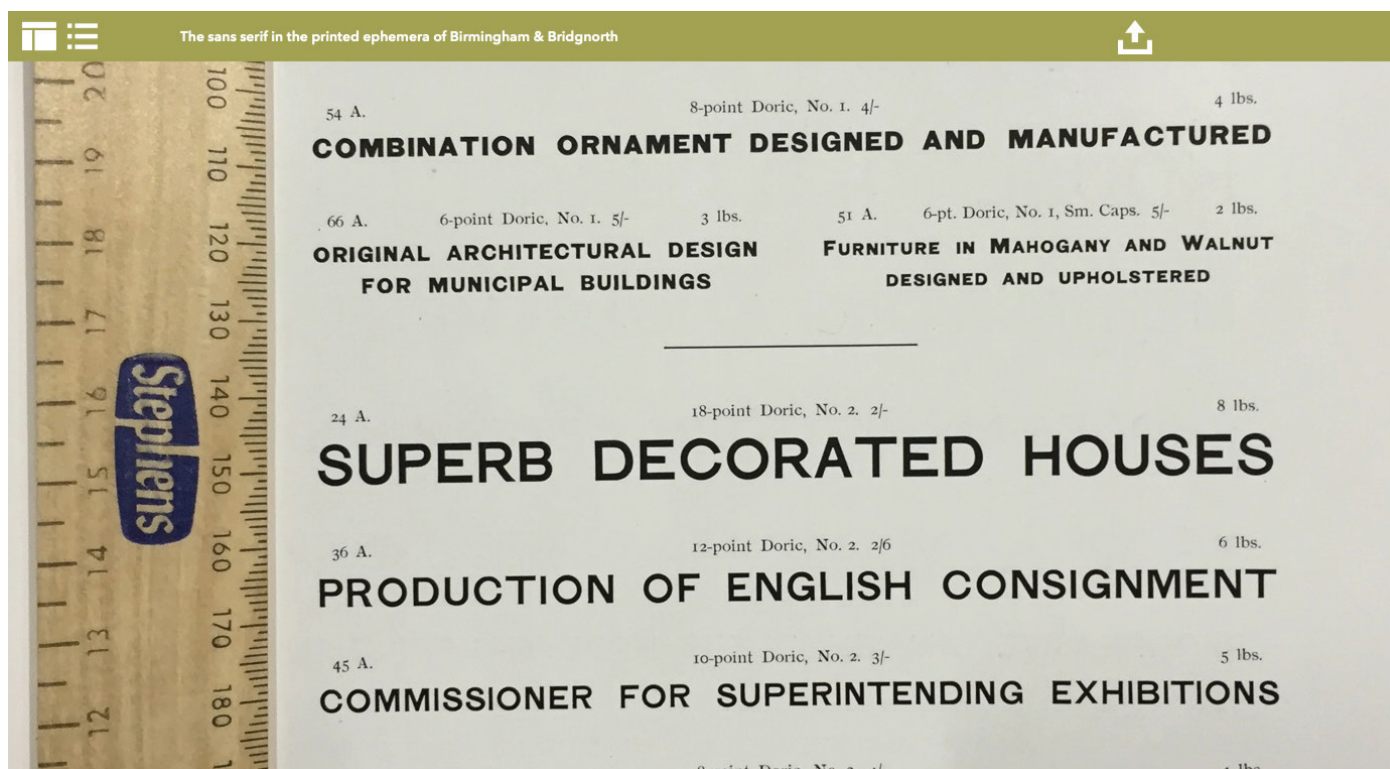 The sans serif in the printed ephemera of Birmingham & Bridgnorth
54 A. 8-point Doric, No. 1. 4/- 4 lbs.
COMBINATION ORNAMENT DESIGNED AND MANUFACTURED
66 A. 6-point Doric, No. 1. 5/- 3 lbs.
ORIGINAL ARCHITECTURAL DESIGN
FOR MUNICIPAL BUILDINGS
51 A. 6-pt. Doric, No. 1, Sm. Caps. 5/- 2 lbs.
FURNITURE IN MAHOGANY AND WALNUT
DESIGNED AND UPHOLSTERED
24 A. 18-point Doric, No. 2. 2/- 8 lbs.
SUPERB DECORATED HOUSES
36 A. 12-point Doric, No. 2. 2/6 6 lbs.
PRODUCTION OF ENGLISH CONSIGNMENT
45 A. 10-point Doric, No. 2. 3/- 5 lbs.
COMMISSIONER FOR SUPERINTENDING EXHIBITIONS
20 19 18 17 16 15 14 13 12
Stephens
100 110 120 130 140 150 160 170 180